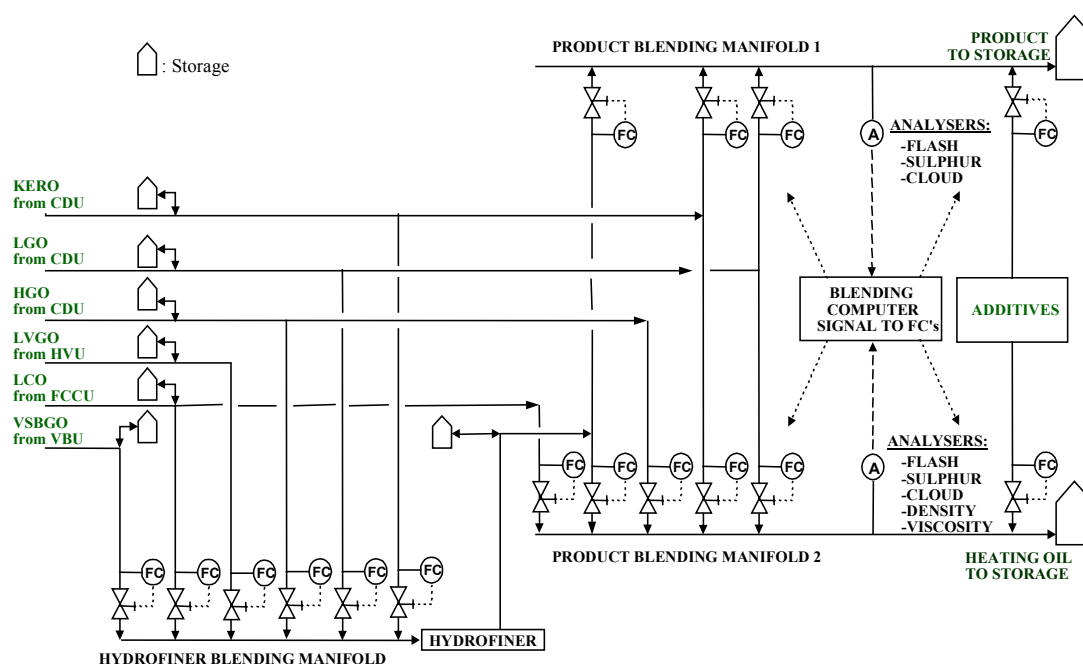 : Storage
PRODUCT BLENDING MANIFOLD 1
PRODUCT
TO STORAGE
FC
FC
FC
FC
A
ANALYSERS:
-FLASH
-SULPHUR
-CLOUD
KERO
from CDU
LGO
from CDU
HGO
from CDU
LVGO
from HVU
LCO
from FCCU
VSBGO
from VBU
BLENDING
COMPUTER
SIGNAL TO FC's
ADDITIVES
ANALYSERS:
-FLASH
-SULPHUR
-CLOUD
-DENSITY
-VISCOSITY
A
FC
FC
FC
FC
FC
FC
PRODUCT BLENDING MANIFOLD 2
HEATING OIL
TO STORAGE
FC
FC
FC
FC
FC
FC
HYDROFINER
HYDROFINER BLENDING MANIFOLD